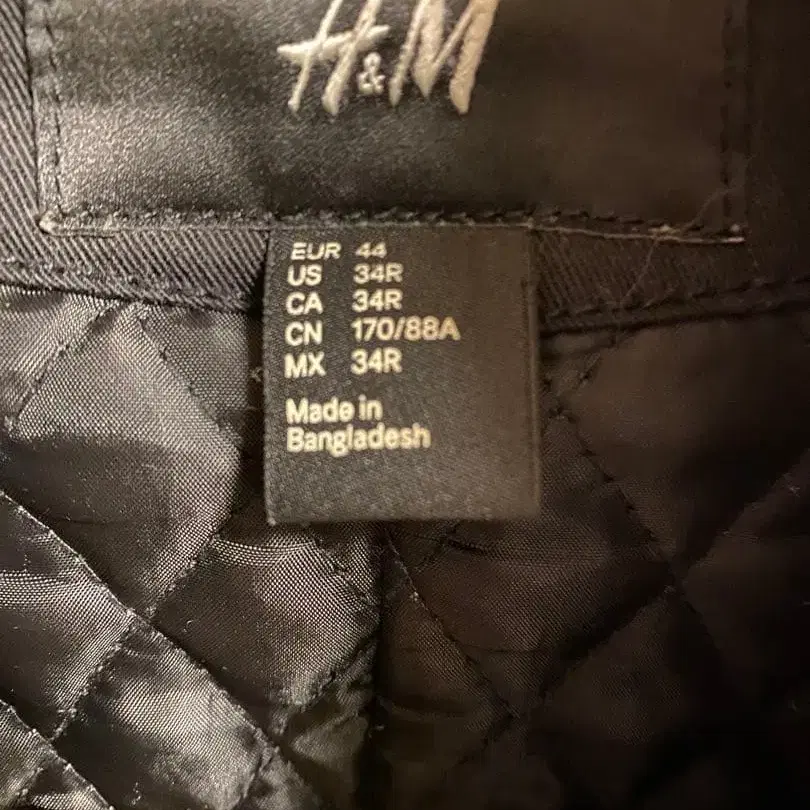 H&M
EUR 44
US 34R
CA 34R
CN 170/88A
MX 34R
Made in
Bangladesh